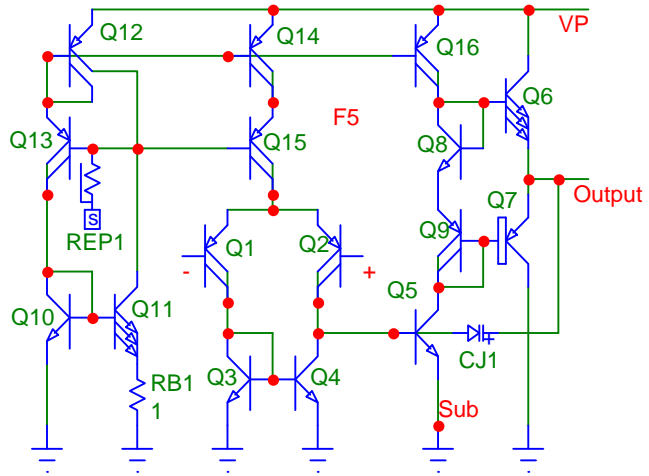 Q12
Q14
Q16
VP
Q6
F5
Q13
Q15
Q8
S
REP1
Q7
Output
Q1
Q2
Q9
-
+
Q5
Q10
Q11
CJ1
+
Q3
Q4
RB1
1
Sub